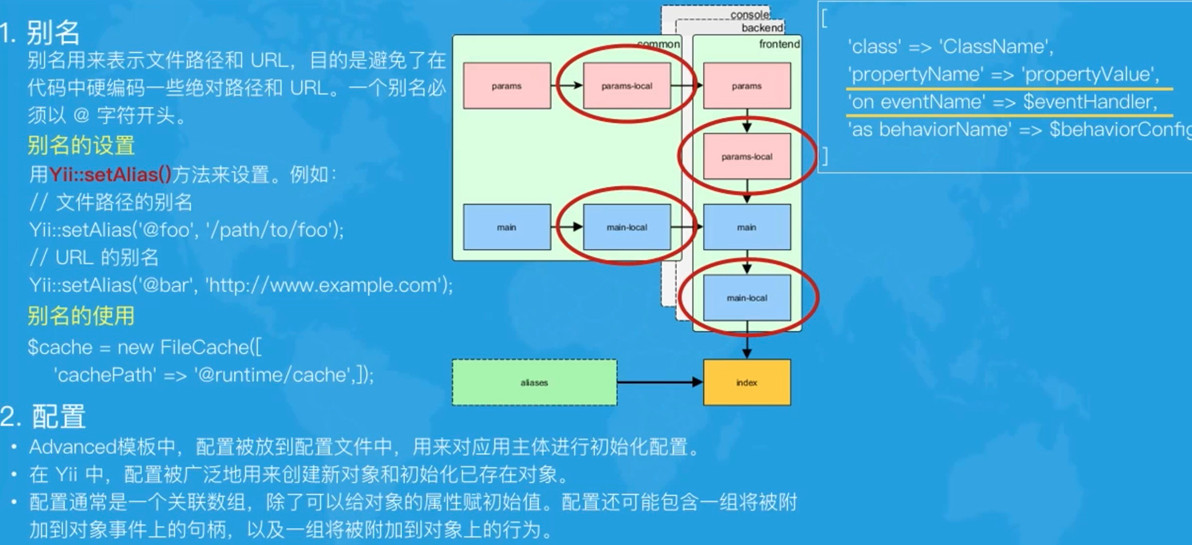 1. 别名
别名用来表示文件路径和 URL，目的是避免了在
代码中硬编码一些绝对路径和 URL。一个别名必
须以 @ 字符开头。
别名的设置
用Yii::setAlias()方法来设置。例如：
// 文件路径的别名
Yii::setAlias('@foo', '/path/to/foo');
// URL 的别名
Yii::setAlias('@bar', 'http://www.example.com');
别名的使用
$cache = new FileCache([
'cachePath' => '@runtime/cache',]);
console
backend
common
frontend
params
params-local
params
params-local
main
main-local
main
main-local
aliases
index
[
'class' => 'ClassName',
'propertyName' => 'propertyValue',
'on eventName' => $eventHandler,
'as behaviorName' => $behaviorConfig
]
2. 配置
• Advanced模板中，配置被放到配置文件中，用来对应用主体进行初始化配置。
• 在 Yii 中，配置被广泛地用来创建新对象和初始化已存在对象。
• 配置通常是一个关联数组，除了可以给对象的属性赋初始值。配置还可能包含一组将被附
加到对象事件上的句柄，以及一组将被附加到对象上的行为。